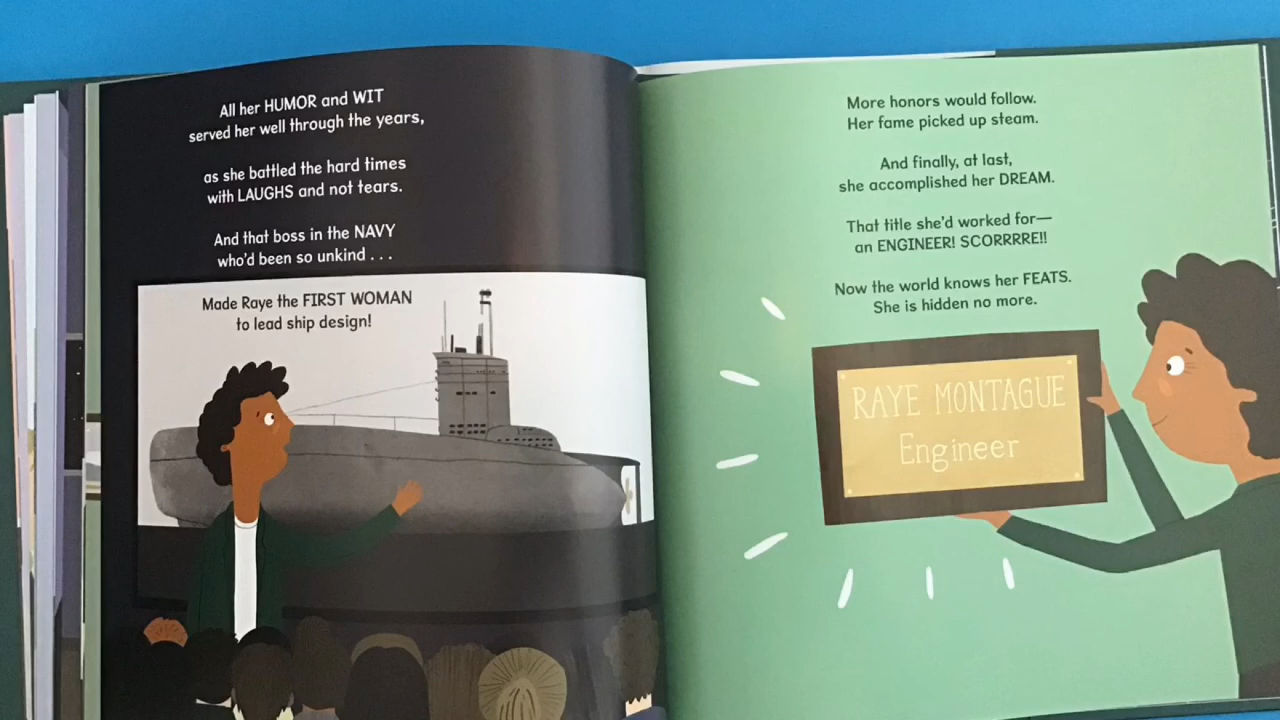 All her HUMOR and WIT
served her well through the years,
as she battled the hard times
with LAUGHS and not tears.
And that boss in the NAVY
who'd been so unkind . . .
Made Raye the FIRST WOMAN
to lead ship design!
More honors would follow.
Her fame picked up steam.
And finally, at last,
she accomplished her DREAM.
That title she'd worked for—
an ENGINEER! SCORRRRE!!
Now the world knows her FEATS.
She is hidden no more.
RAYE MONTAGUE
Engineer